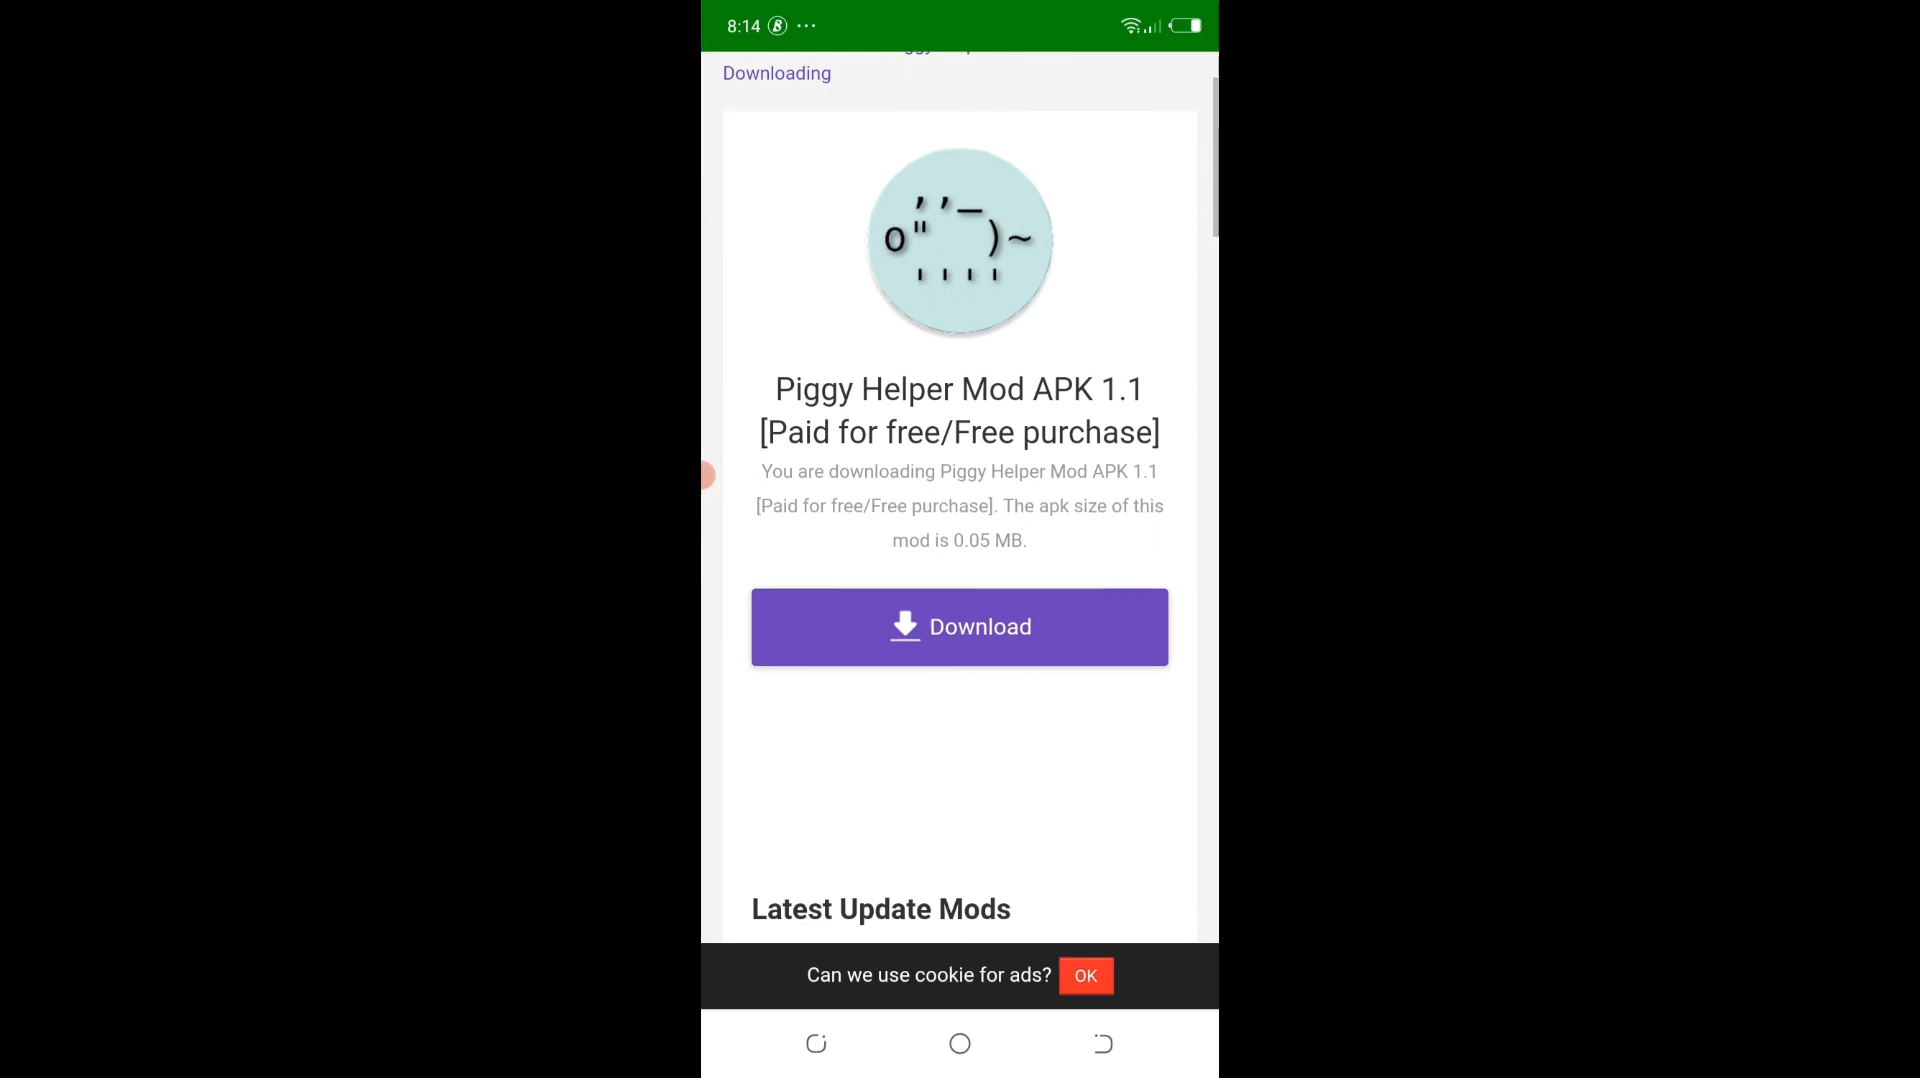 8:14
Downloading
,,_
o" )~
' ' ' '
Piggy Helper Mod APK 1.1
[Paid for free/Free purchase]
You are downloading Piggy Helper Mod APK 1.1
[Paid for free/Free purchase]. The apk size of this
mod is 0.05 MB.
Download
Latest Update Mods
Can we use cookie for ads? OK